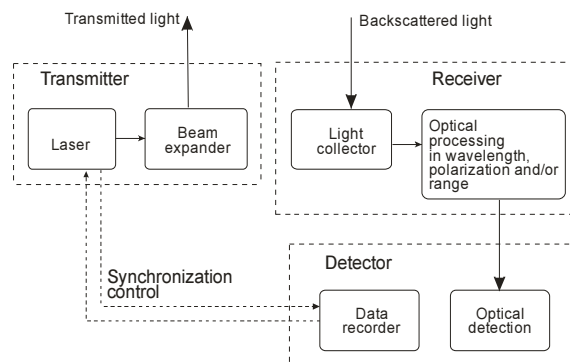 Transmitted light
Backscattered light
Transmitter
Receiver
Laser
Beam
expander
Light
collector
Optical
processing
in wavelength,
polarization and/or
range
Synchronization
control
Detector
Data
recorder
Optical
detection